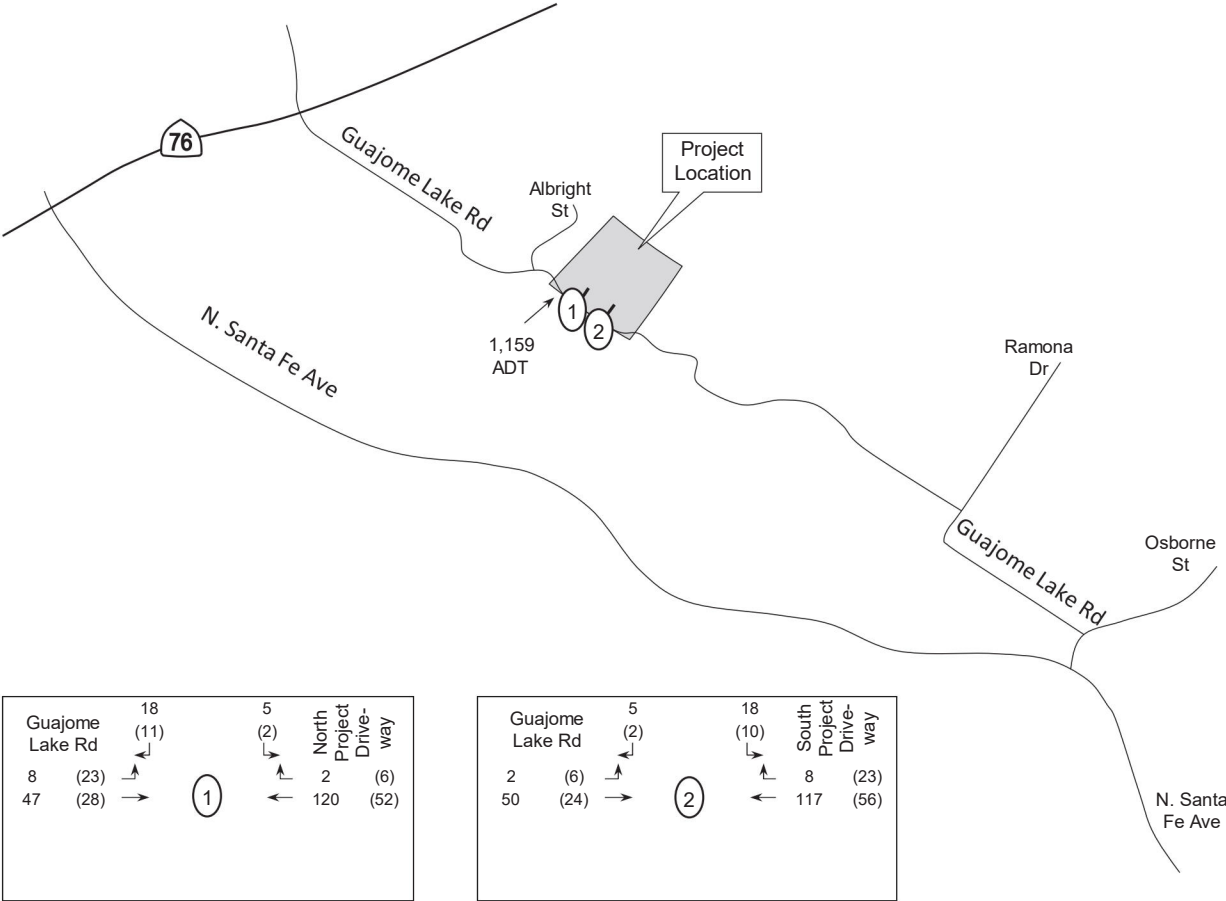 76
Guajome Lake Rd
Albright
St
Project
Location
1
2
1,159
ADT
N. Santa Fe Ave
Ramona
Dr
Guajome Lake Rd
Osborne
St
N. Santa
Fe Ave
Guajome
Lake Rd
18 5
(11) (2)
North
Project
Drive-
way
8 (23) 2 (6)
47 (28) 1 120 (52)
Guajome
Lake Rd
5 18
(2) (10)
South
Project
Drive-
way
2 (6) 8 (23)
50 (24) 2 117 (56)